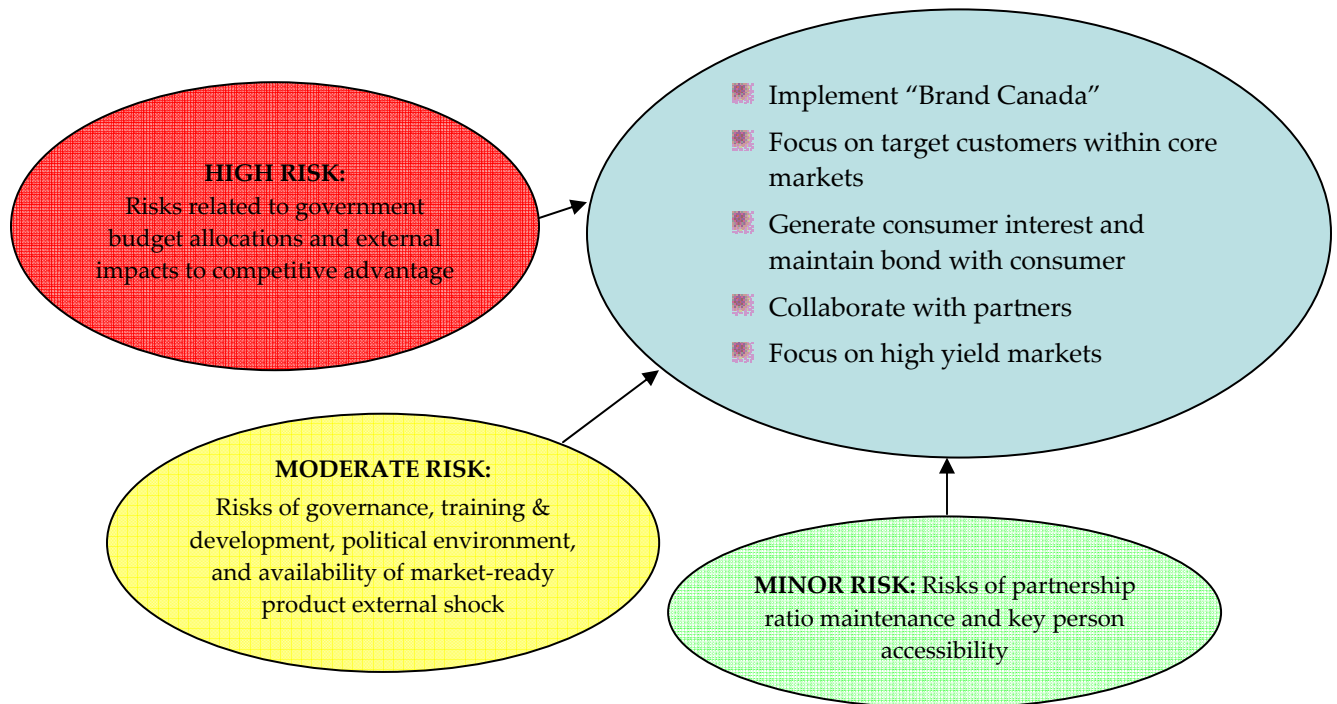 Implement “Brand Canada”
Focus on target customers within core
markets
Generate consumer interest and
maintain bond with consumer
Collaborate with partners
Focus on high yield markets
HIGH RISK:
Risks related to government
budget allocations and external
impacts to competitive advantage
MODERATE RISK:
Risks of governance, training &
development, political environment,
and availability of market-ready
product external shock
MINOR RISK: Risks of partnership
ratio maintenance and key person
accessibility